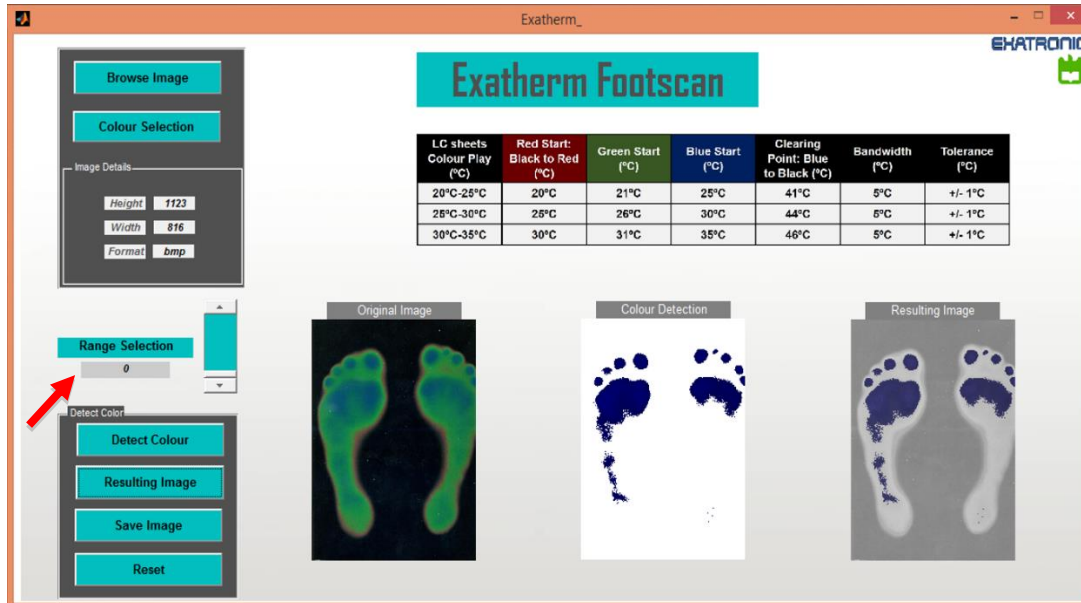 Exatherm_
EXATRONIC
Browse Image
Colour Selection
Image Details
Height 1123
Width 816
Format bmp
Range Selection
0
Detect Color
Detect Colour
Resulting Image
Save Image
Reset
Exatherm Footscan
LC sheets Colour Play (ºC) | Red Start: Black to Red (ºC) | Green Start (ºC) | Blue Start (ºC) | Clearing Point: Blue to Black (ºC) | Bandwidth (ºC) | Tolerance (ºC)
20ºC-25ºC | 20ºC | 21ºC | 25ºC | 41ºC | 5ºC | +/- 1ºC
25ºC-30ºC | 25ºC | 26ºC | 30ºC | 44ºC | 5ºC | +/- 1ºC
30ºC-35ºC | 30ºC | 31ºC | 35ºC | 46ºC | 5ºC | +/- 1ºC
Original Image
Colour Detection
Resulting Image